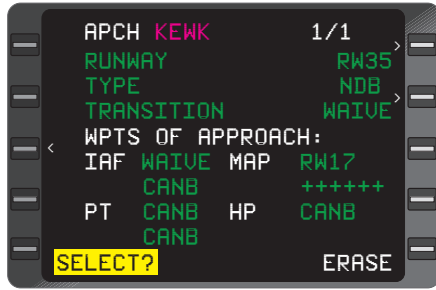 APCH KEWK 1/1
RUNWAY RW35
TYPE NDB
TRANSITION WAIVE
WPTS OF APPROACH:
IAF WAIVE MAP RW17
CANB ++++++
PT CANB HP CANB
CANB
SELECT? ERASE